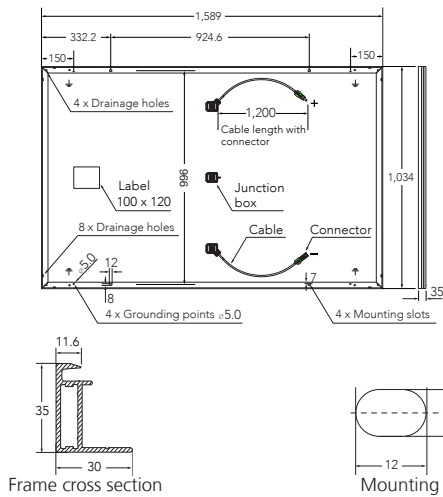 1,589
332.2
924.6
150
150
4 x Drainage holes
+
1,200
Cable length with
connector
996
1,034
Label
100 x 120
Junction
box
8 x Drainage holes
Cable
Connector
−
⌀5.0
12
7
8
35
4 x Grounding points ⌀5.0
4 x Mounting slots
11.6
35
30
12
Frame cross section
Mounting